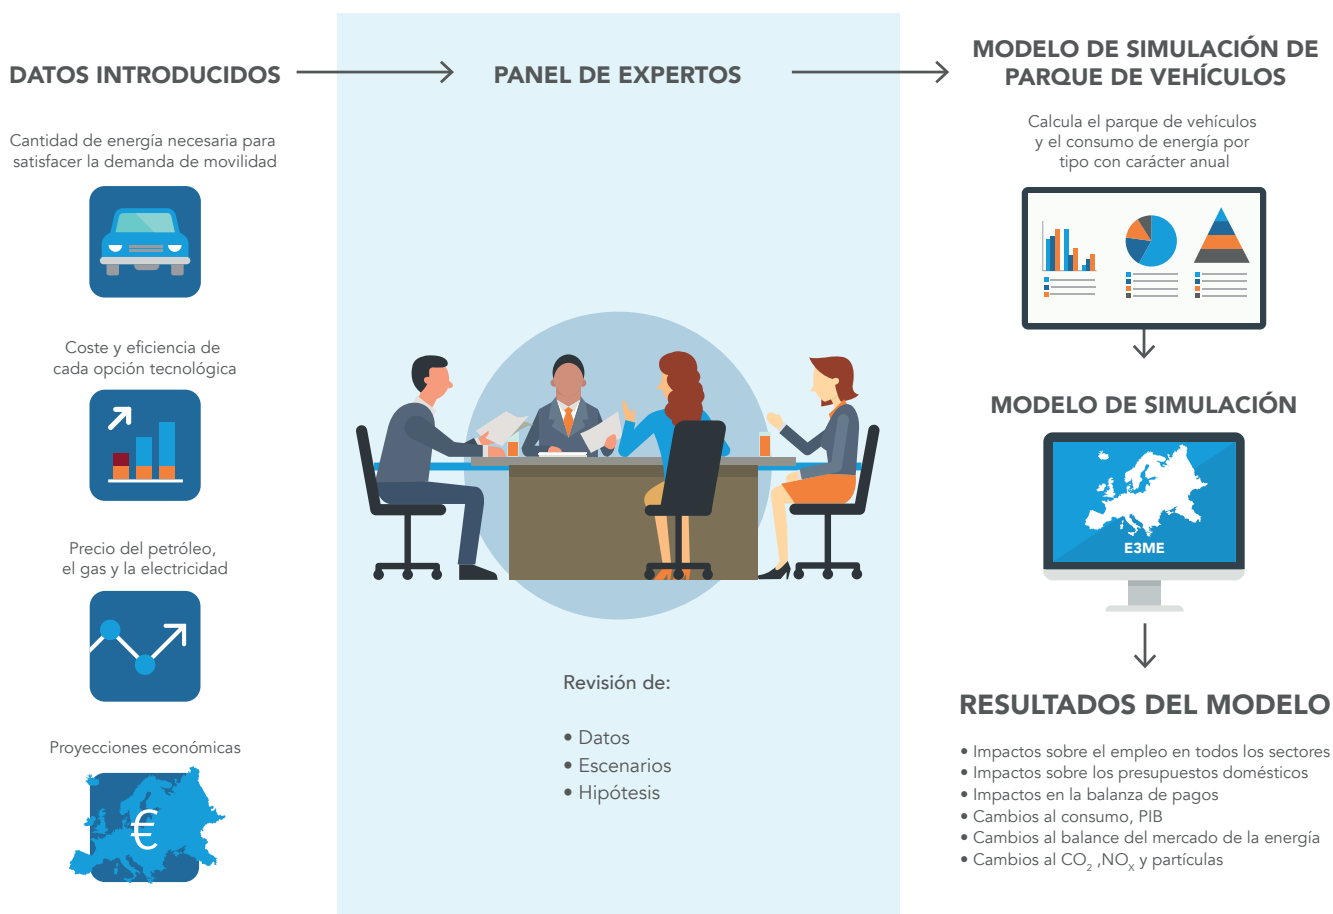 DATOS INTRODUCIDOS
Cantidad de energía necesaria para
satisfacer la demanda de movilidad
Coste y eficiencia de
cada opción tecnológica
Precio del petróleo,
el gas y la electricidad
Proyecciones económicas
€
PANEL DE EXPERTOS
Revisión de:
• Datos
• Escenarios
• Hipótesis
MODELO DE SIMULACIÓN DE
PARQUE DE VEHÍCULOS
Calcula el parque de vehículos
y el consumo de energía por
tipo con carácter anual
MODELO DE SIMULACIÓN
E3ME
RESULTADOS DEL MODELO
• Impactos sobre el empleo en todos los sectores
• Impactos sobre los presupuestos domésticos
• Impactos en la balanza de pagos
• Cambios al consumo, PIB
• Cambios al balance del mercado de la energía
• Cambios al CO₂ ,NOₓ y partículas